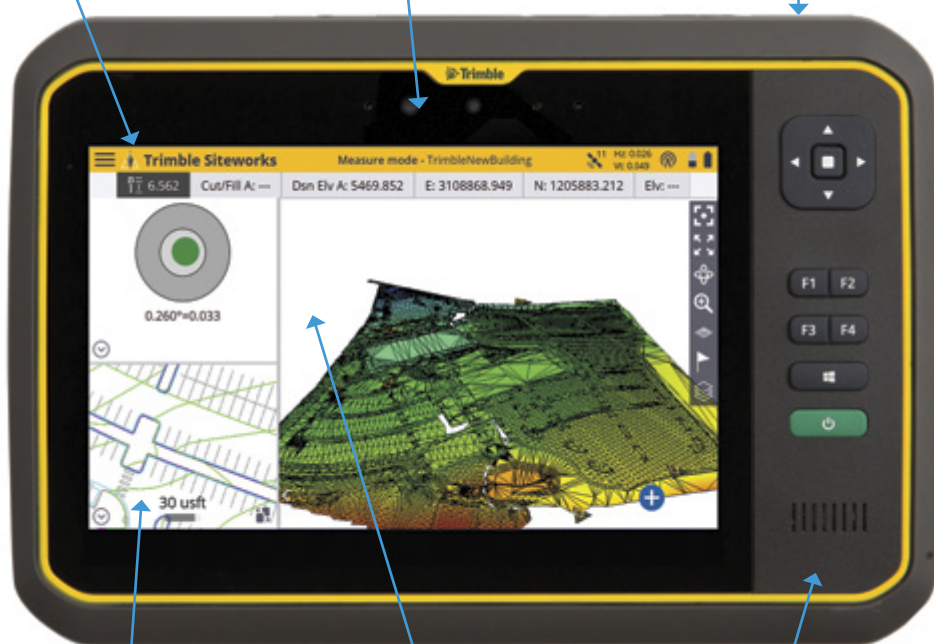 Trimble
Trimble Siteworks Measure mode - TrimbleNewBuilding 11 Hz: 0.026
Vt: 0.049
6.562 Cut/Fill A: --- Dsn Elv A: 5469.852 E: 3108868.949 N: 1205883.212 Elv: ---
0.260°=0.033
F1 F2
F3 F4
30 usft